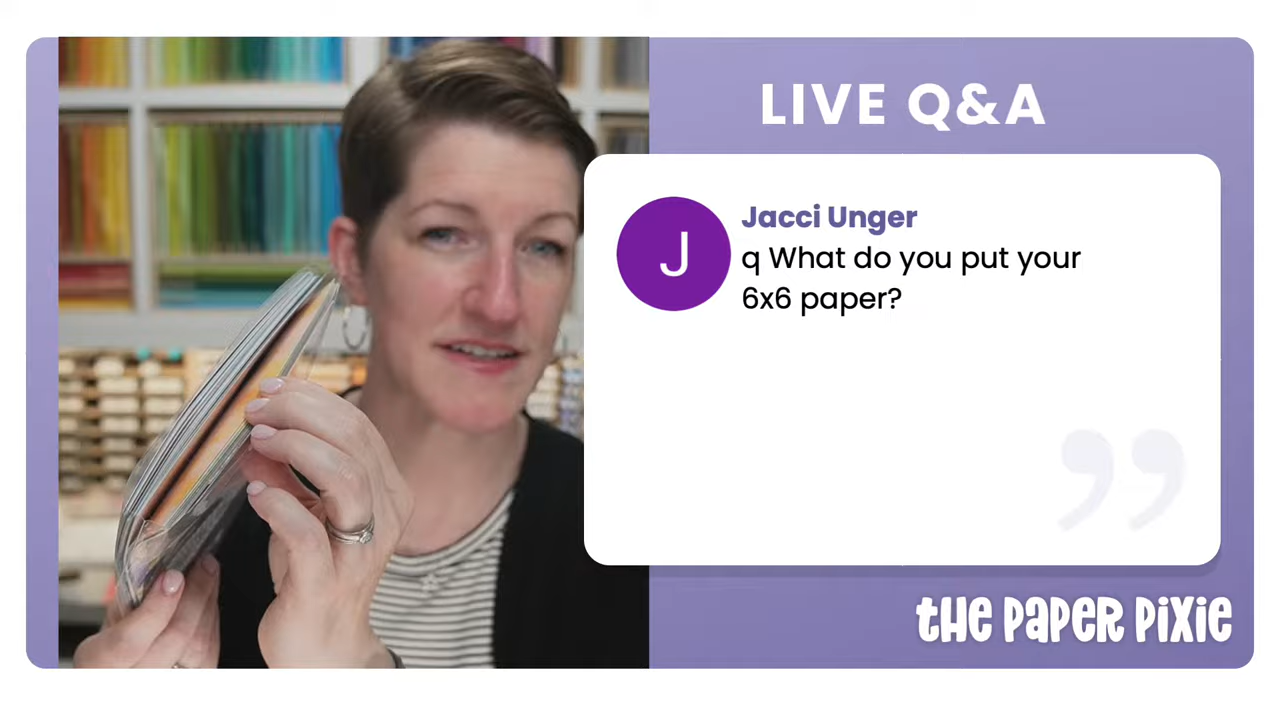 LIVE Q&A
J
Jacci Unger
q What do you put your
6x6 paper?
the PAPER PiXiE